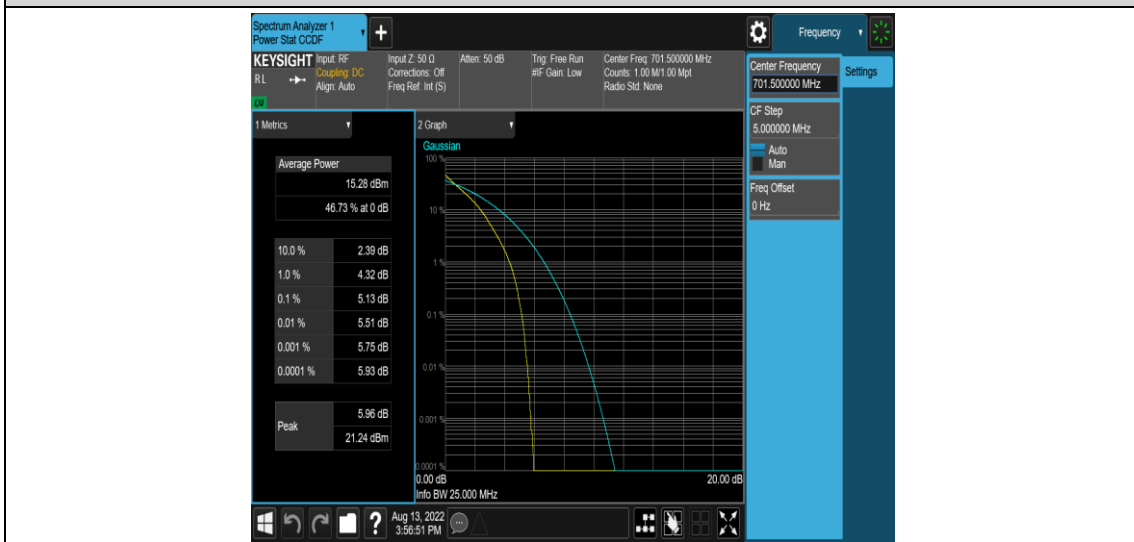 Spectrum Analyzer 1
Power Stat CCDF
Frequency
KEYSIGHT
RL
Input: RF
Coupling: DC
Align: Auto
Input Z: 50 Ω
Corrections: Off
Freq Ref: Int (S)
Atten: 50 dB
Trig: Free Run
#IF Gain: Low
Center Freq: 701.500000 MHz
Counts: 1.00 M/1.00 Mpt
Radio Std: None
Center Frequency
701.500000 MHz
Settings
CF Step
5.000000 MHz
Auto
Man
Freq Offset
0 Hz
1 Metrics
Average Power
15.28 dBm
46.73 % at 0 dB
10.0 % 2.39 dB
1.0 % 4.32 dB
0.1 % 5.13 dB
0.01 % 5.51 dB
0.001 % 5.75 dB
0.0001 % 5.93 dB
Peak 5.96 dB
21.24 dBm
2 Graph
Gaussian
100 %
10 %
1 %
0.1 %
0.01 %
0.001 %
0.0001 %
0.00 dB 20.00 dB
Info BW 25.000 MHz
Aug 13, 2022
3:56:51 PM